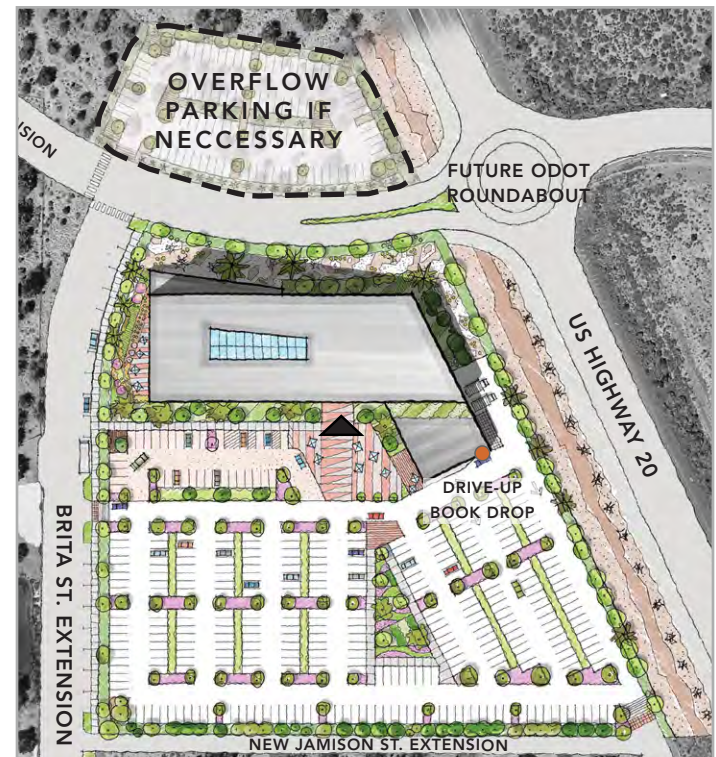 OVERFLOW
PARKING IF
NECCESSARY
ISION
FUTURE ODOT
ROUNDABOUT
US HIGHWAY 20
DRIVE-UP
BOOK DROP
BRITA ST. EXTENSION
NEW JAMISON ST. EXTENSION